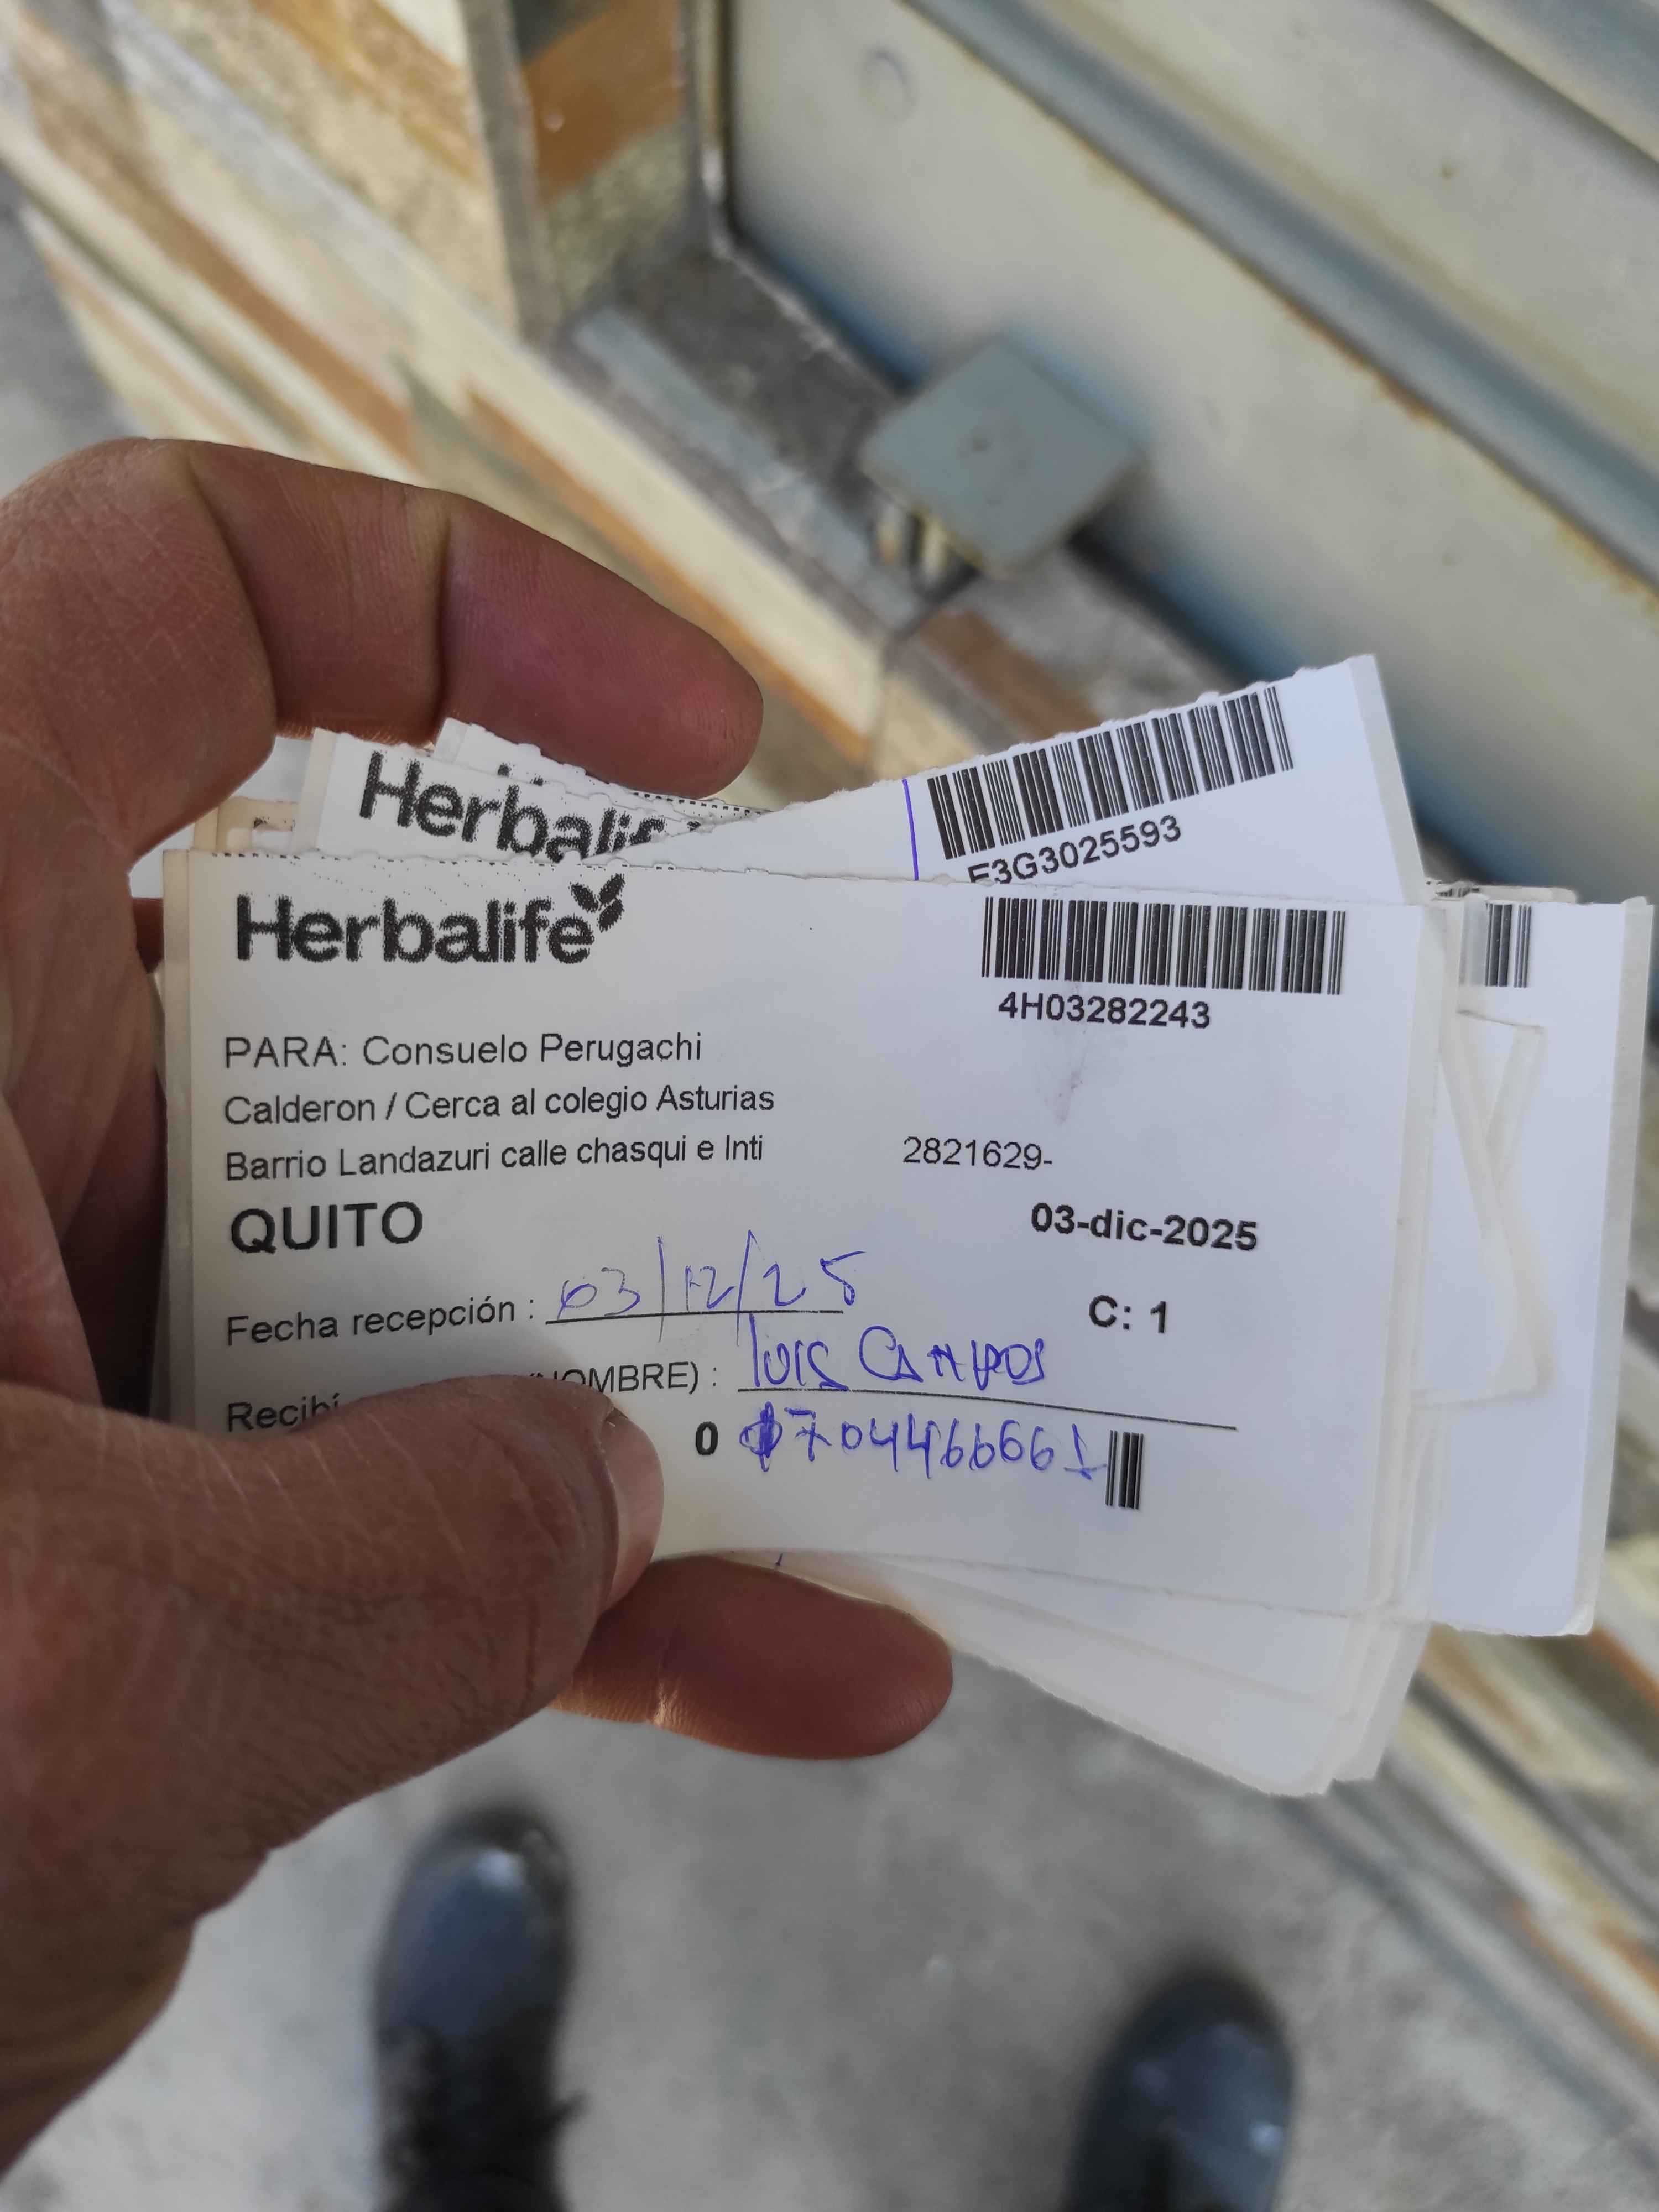 Herbalife
F3G3025593
Herbalife
4H03282243
PARA: Consuelo Perugachi
Calderon / Cerca al colegio Asturias
Barrio Landazuri calle chasqui e Inti 2821629-
QUITO
03-dic-2025
Fecha recepción : 03/12/25
C: 1
Recibí NOMBRE) : luis Campos
0 1704466661